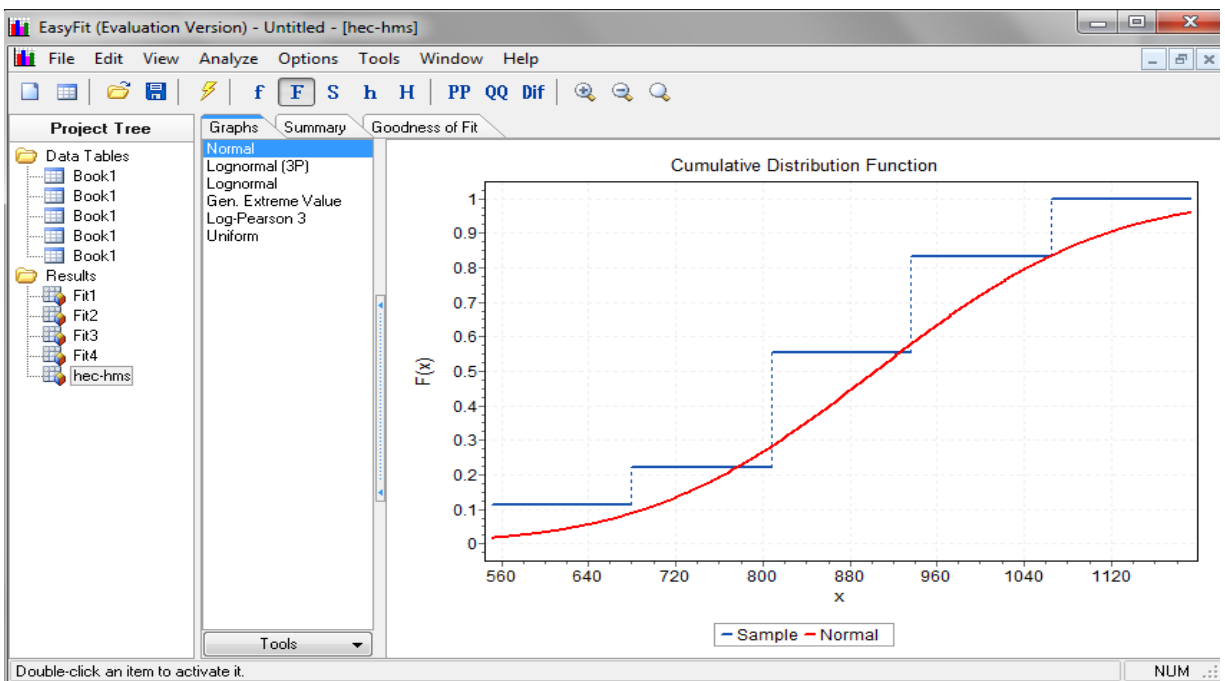 EasyFit (Evaluation Version) - Untitled - [hec-hms]
File Edit View Analyze Options Tools Window Help
f F S h H PP QQ Dif
Project Tree
Data Tables
Book1
Book1
Book1
Book1
Book1
Results
Fit1
Fit2
Fit3
Fit4
hec-hms
Graphs Summary Goodness of Fit
Normal
Lognormal (3P)
Lognormal
Gen. Extreme Value
Log-Pearson 3
Uniform
Tools
Cumulative Distribution Function
F(x)
1
0.9
0.8
0.7
0.6
0.5
0.4
0.3
0.2
0.1
0
560 640 720 800 880 960 1040 1120
x
Sample Normal
Double-click an item to activate it.
NUM